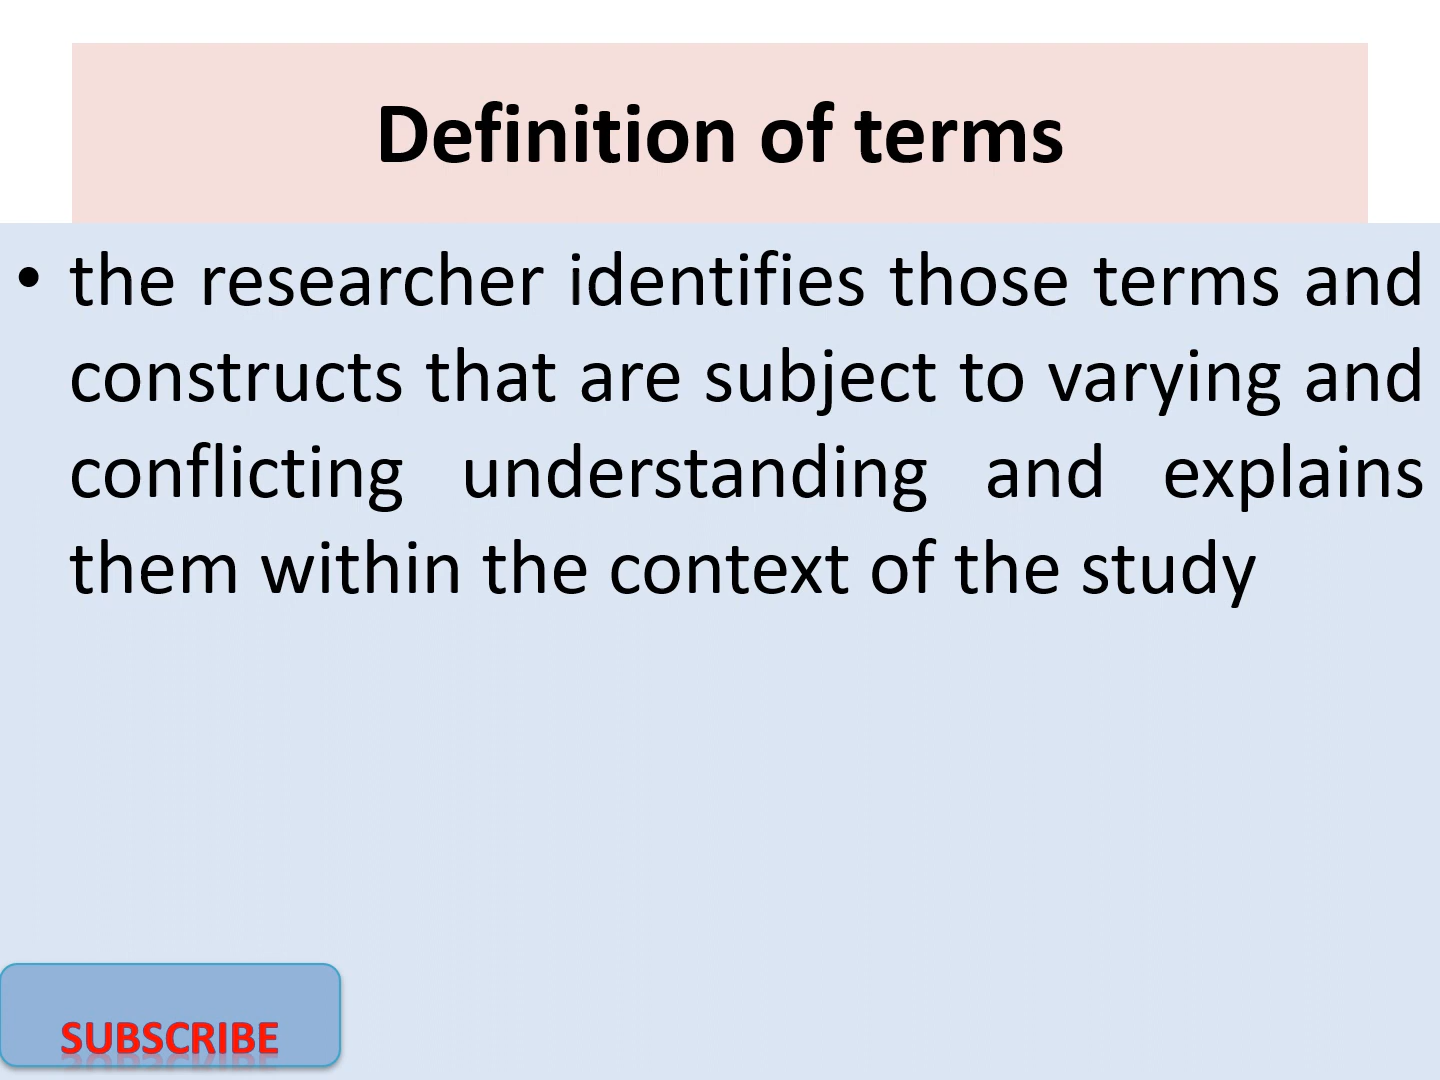 Definition of terms
• the researcher identifies those terms and
constructs that are subject to varying and
conflicting understanding and explains
them within the context of the study
SUBSCRIBE